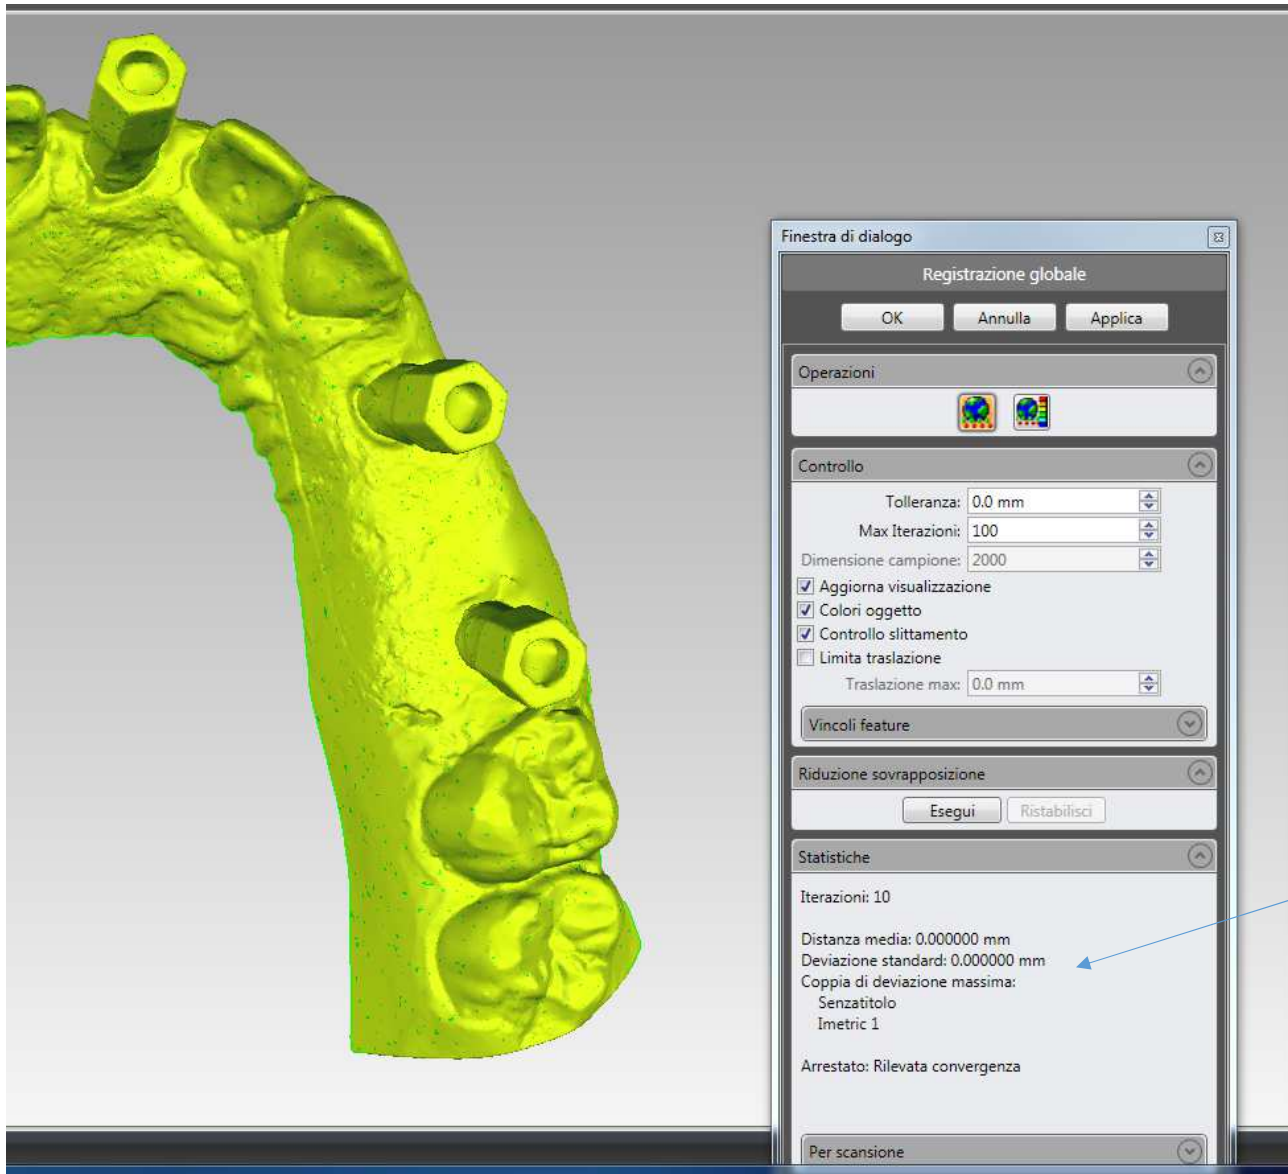 Finestra di dialogo
Registrazione globale
OK Annulla Applica
Operazioni
Controllo
Tolleranza: 0.0 mm
Max Iterazioni: 100
Dimensione campione: 2000
Aggiorna visualizzazione
Colori oggetto
Controllo slittamento
Limita traslazione
Traslazione max: 0.0 mm
Vincoli feature
Riduzione sovrapposizione
Esegui Ristabilisci
Statistiche
Iterazioni: 10
Distanza media: 0.000000 mm
Deviazione standard: 0.000000 mm
Coppia di deviazione massima:
Senzatitolo
Imetric 1
Arrestato: Rilevata convergenza
Per scansione